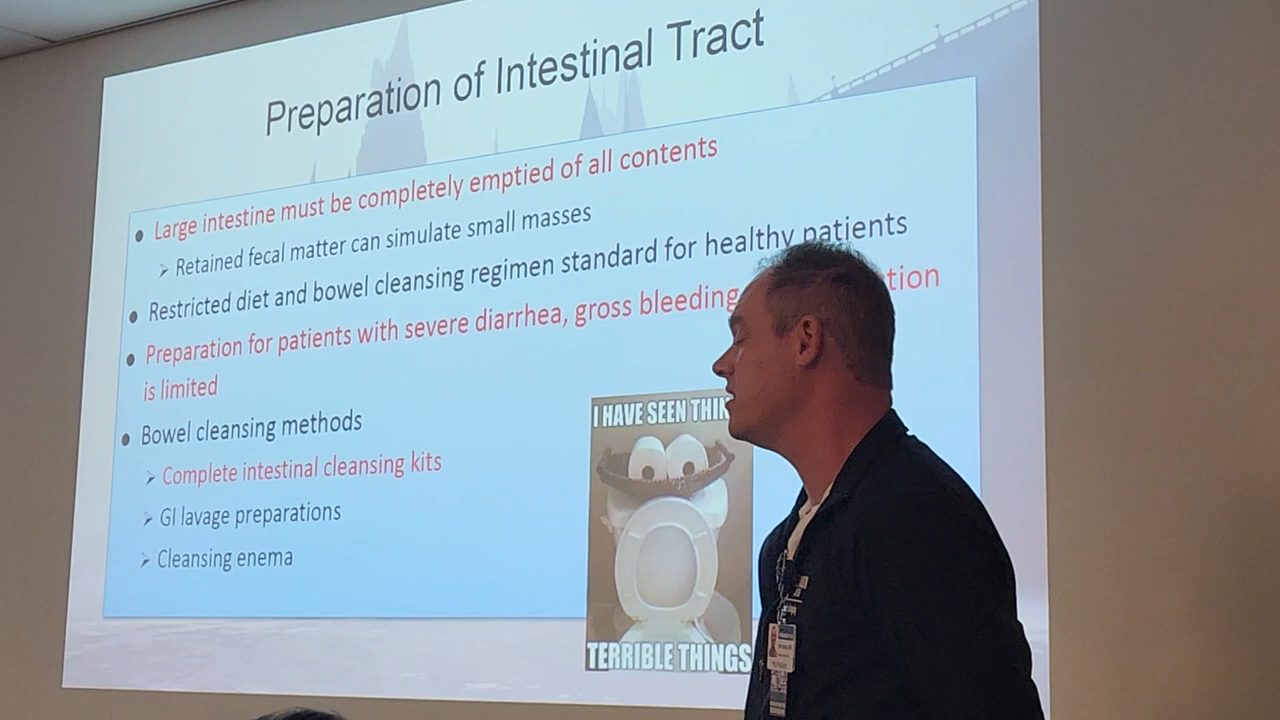 Preparation of Intestinal Tract
Large intestine must be completely emptied of all contents
Retained fecal matter can simulate small masses
Restricted diet and bowel cleansing regimen standard for healthy patients
Preparation for patients with severe diarrhea, gross bleeding
is limited
Bowel cleansing methods
Complete intestinal cleansing kits
GI lavage preparations
Cleansing enema
I HAVE SEEN
TERRIBLE THINGS